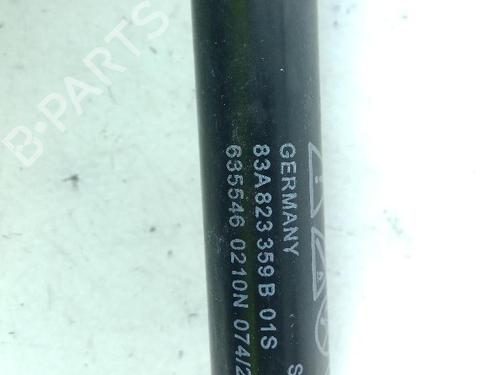 B-PARTS
GERMANY
83A 823 359 B 01S
635546 0210N 074/2
S